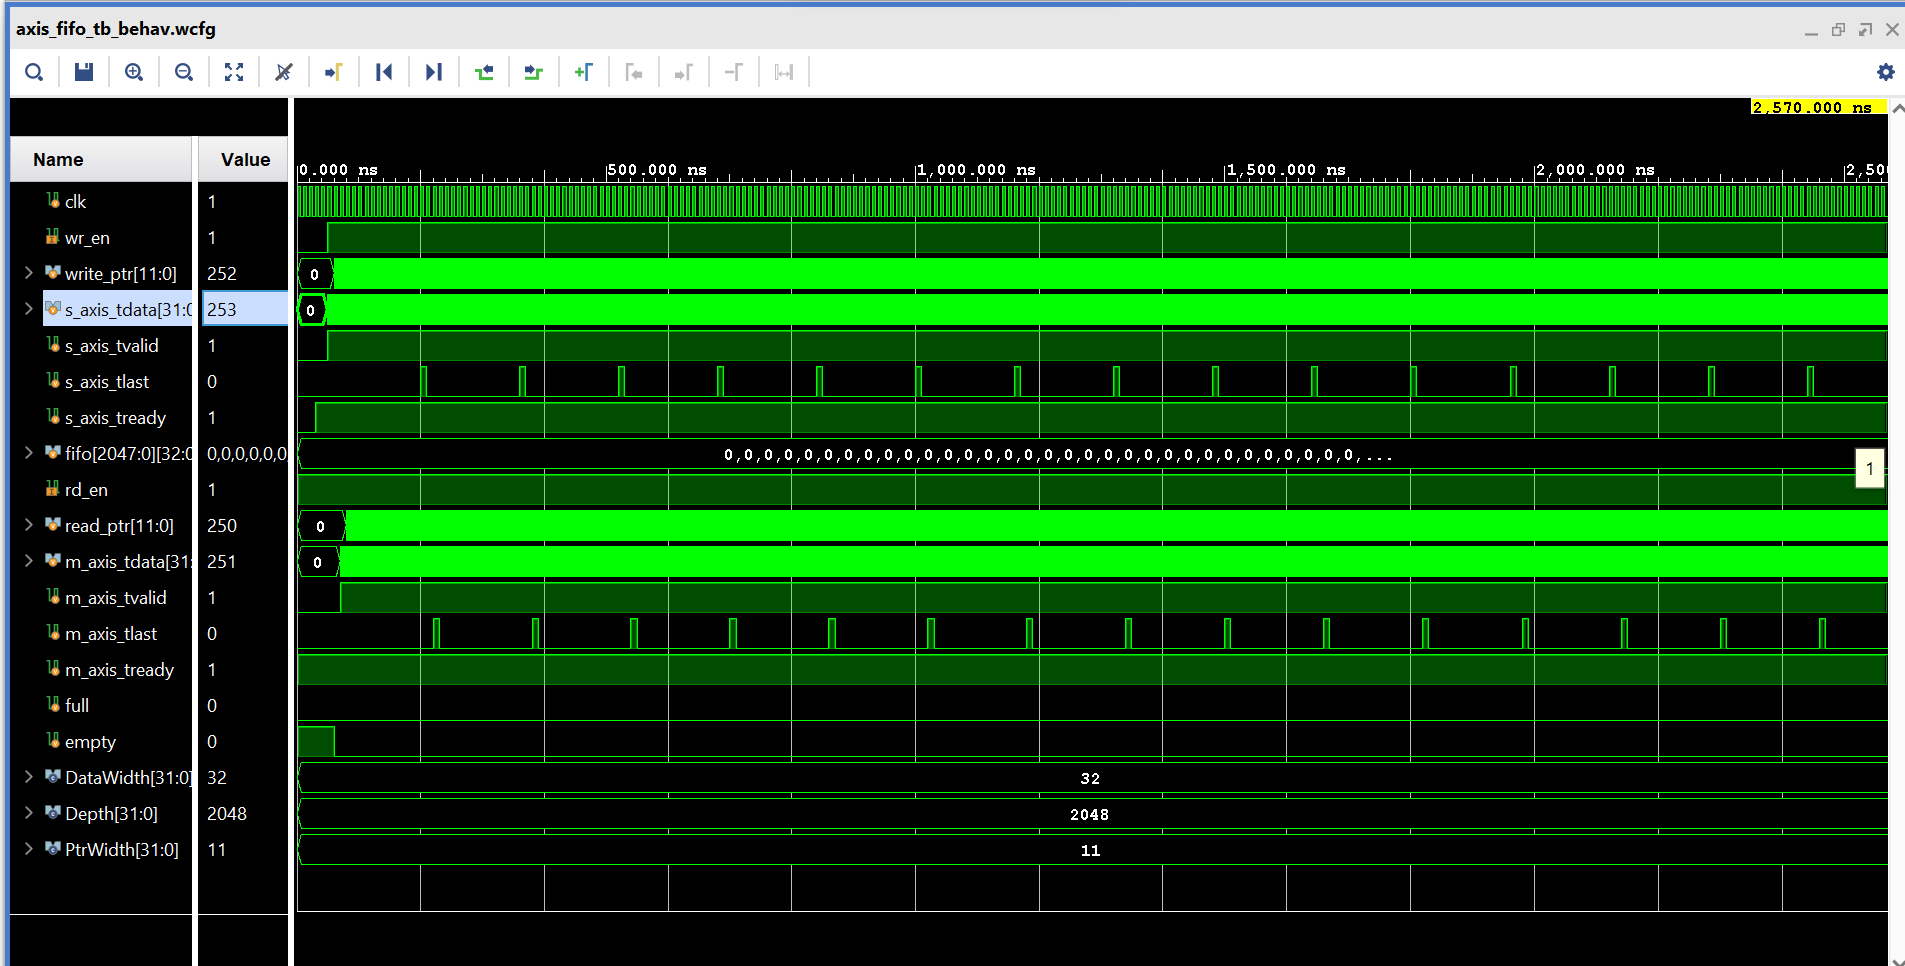 axis_fifo_tb_behav.wcfg
2,570.000 ns
Name Value
0.000 ns 500.000 ns 1,000.000 ns 1,500.000 ns 2,000.000 ns 2,500
clk 1
wr_en 1
write_ptr[11:0] 252 0
s_axis_tdata[31:0 253 0
s_axis_tvalid 1
s_axis_tlast 0
s_axis_tready 1
fifo[2047:0][32:0 0,0,0,0,0,0, 0,0,0,0,0,0,0,0,0,0,0,0,0,0,0,0,0,0,0,0,0,0,0,0,0,0,0,0,0,0,...
1
rd_en 1
read_ptr[11:0] 250 0
m_axis_tdata[31: 251 0
m_axis_tvalid 1
m_axis_tlast 0
m_axis_tready 1
full 0
empty 0
DataWidth[31:0] 32 32
Depth[31:0] 2048 2048
PtrWidth[31:0] 11 11